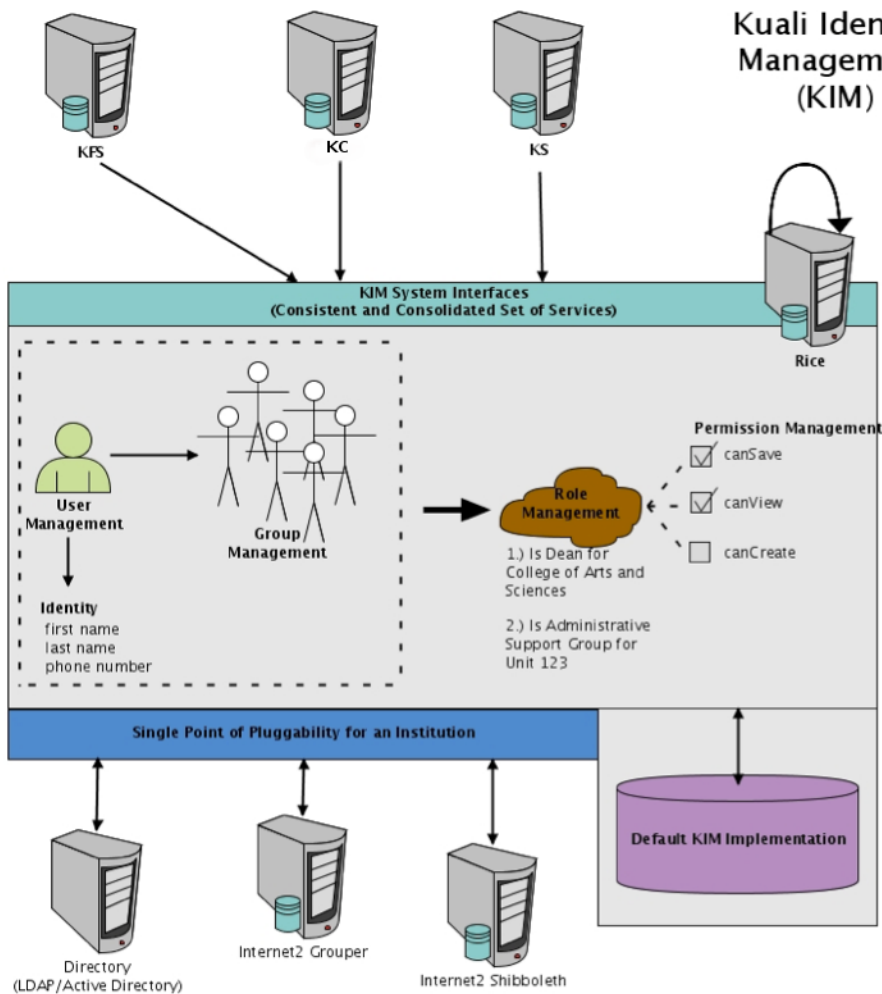 Kuali Iden
Managem
(KIM)
KFS
KC
KS
Rice
KIM System Interfaces
(Consistent and Consolidated Set of Services)
User
Management
Group
Management
Identity
first name
last name
phone number
Role
Management
1.) Is Dean for
College of Arts and
Sciences
2.) Is Administrative
Support Group for
Unit 123
Permission Management
canSave
canView
canCreate
Single Point of Pluggability for an Institution
Default KIM Implementation
Directory
(LDAP/Active Directory)
Internet2 Grouper
Internet2 Shibboleth